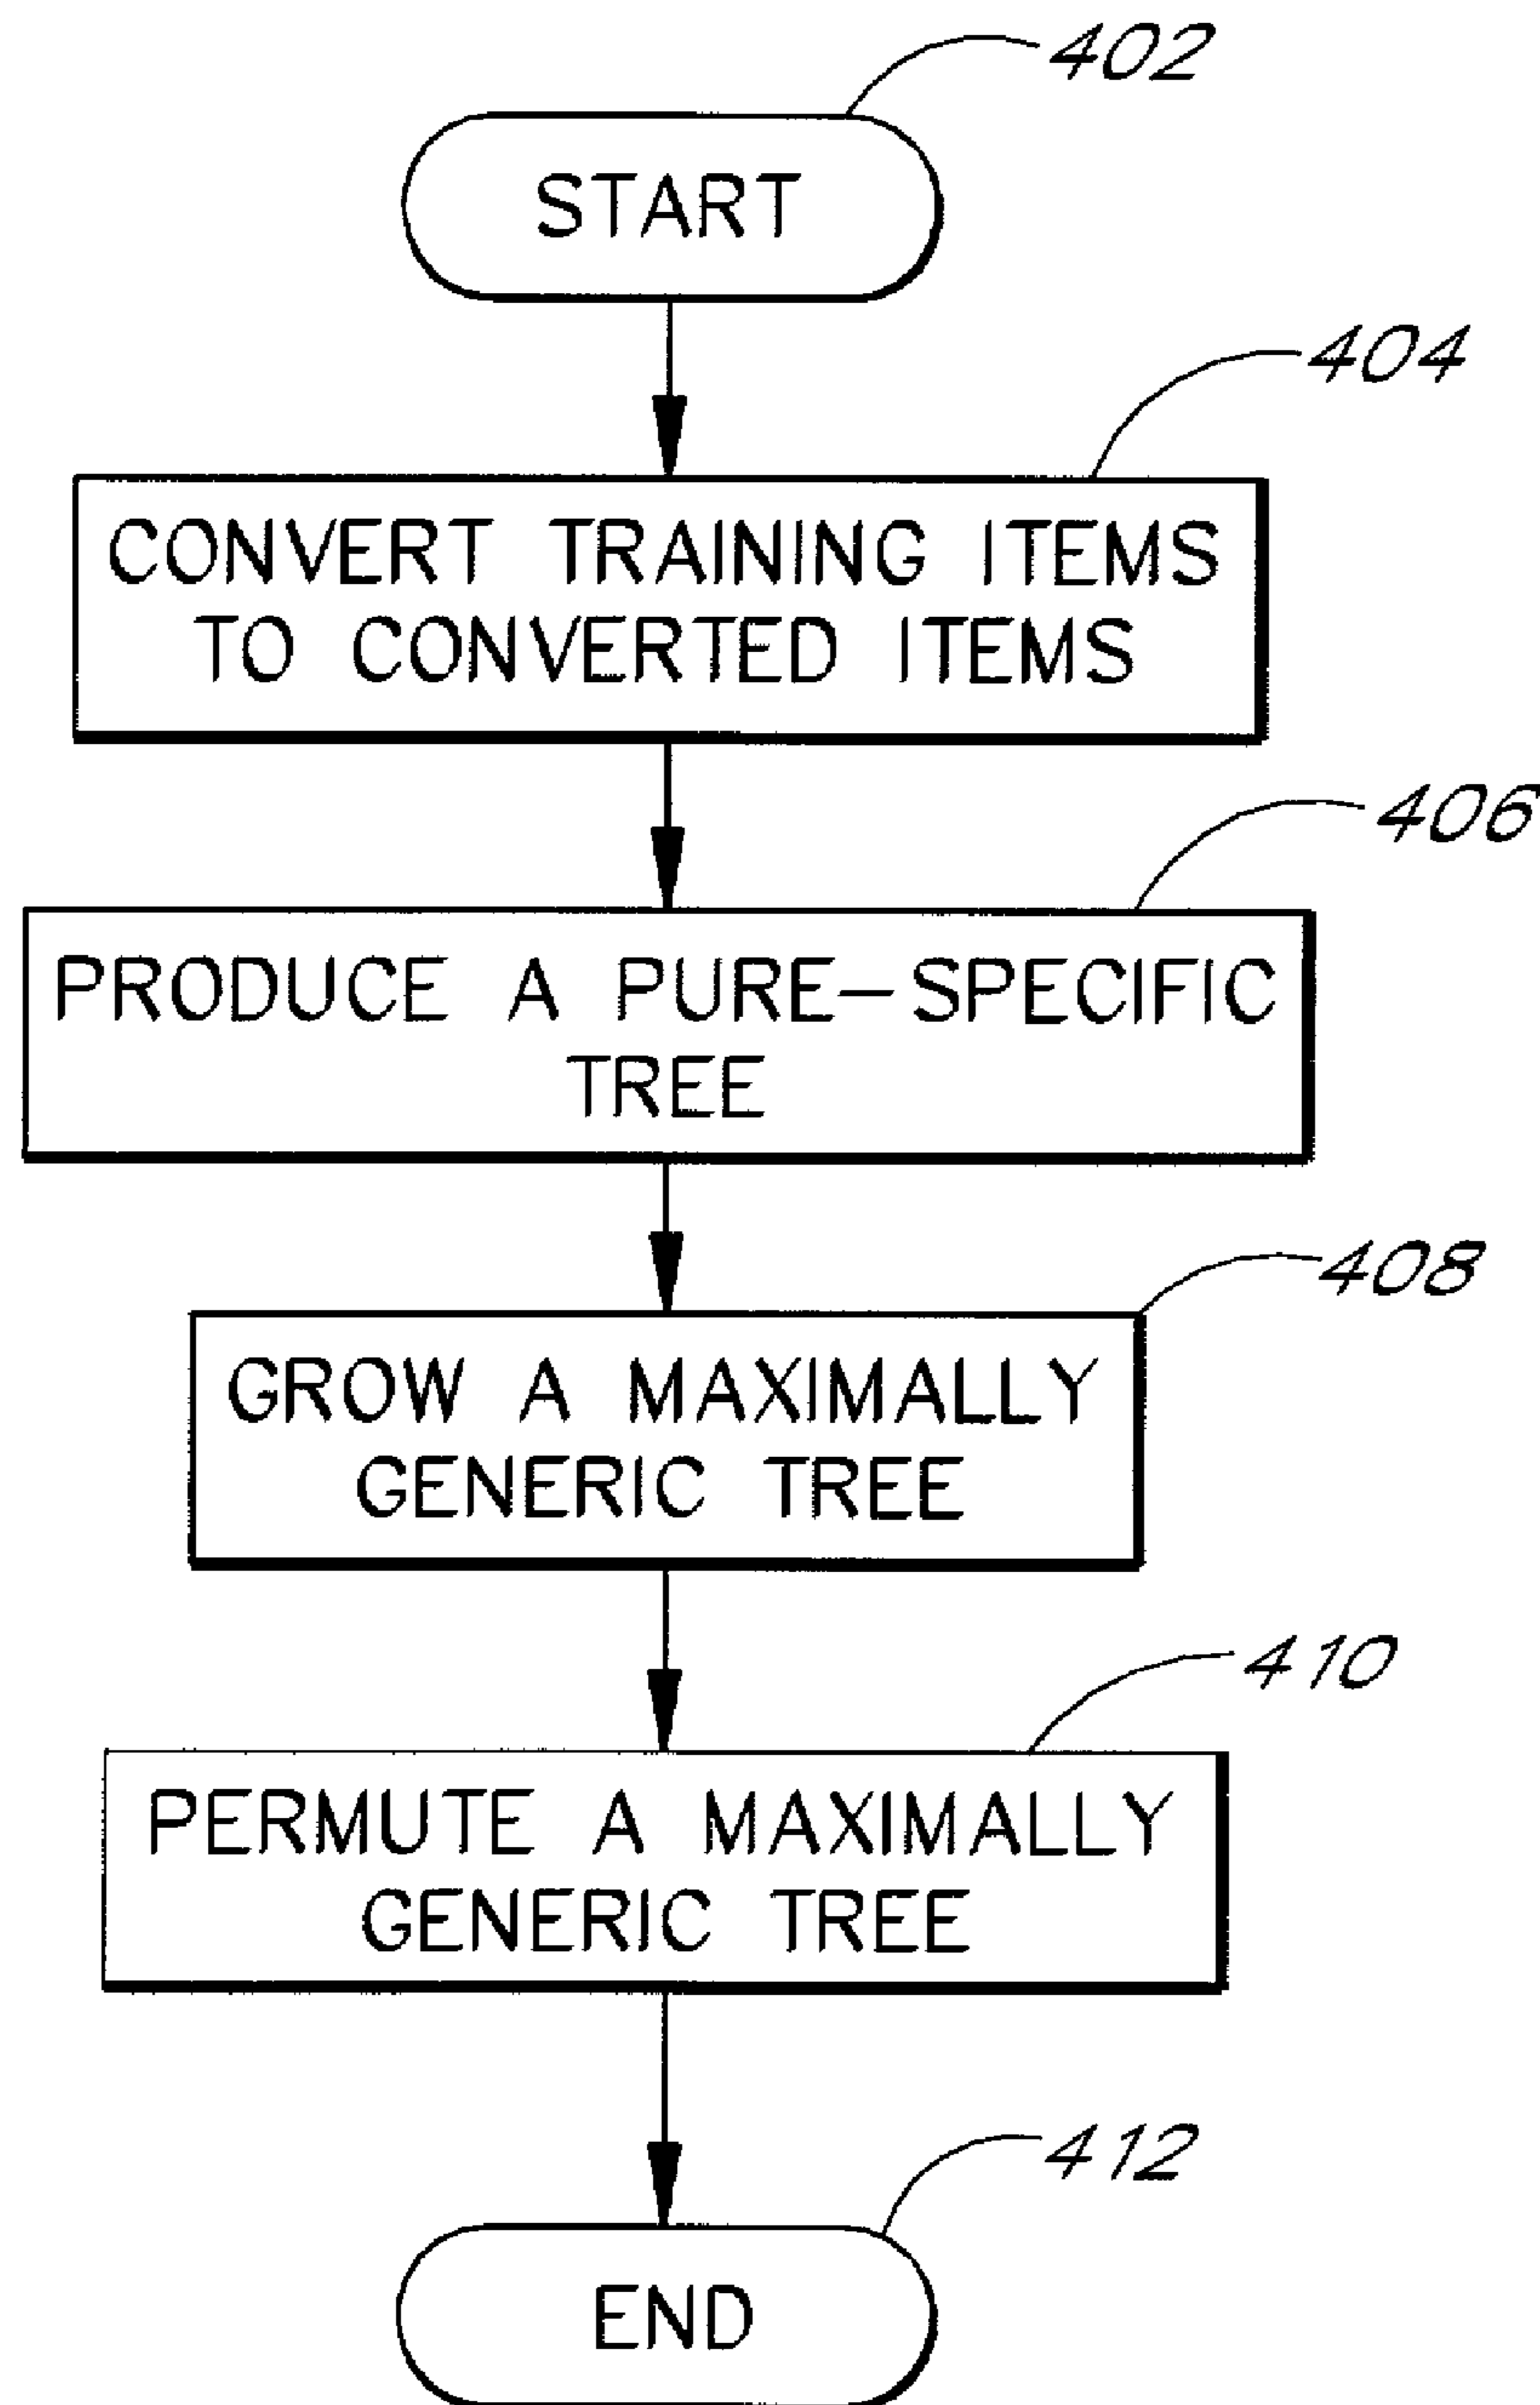 402
START
404
CONVERT TRAINING ITEMS
TO CONVERTED ITEMS
406
PRODUCE A PURE-SPECIFIC
TREE
408
GROW A MAXIMALLY
GENERIC TREE
410
PERMUTE A MAXIMALLY
GENERIC TREE
412
END